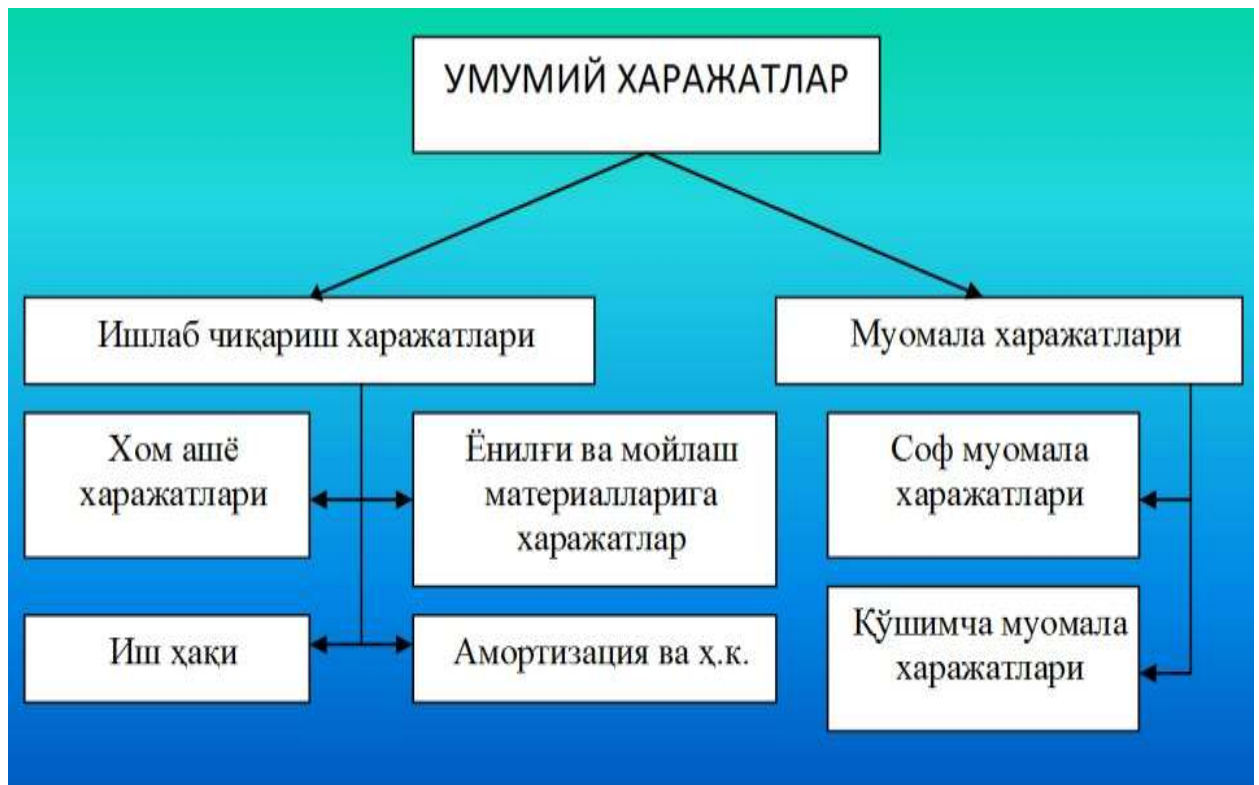 УМУМИЙ ХАРАЖАТЛАР
Ишлаб чиқариш харажатлари
Муомала харажатлари
Хом ашё
харажатлари
Ёнилғи ва мойлаш
материалларига
харажатлар
Соф муомала
харажатлари
Иш ҳақи
Амортизация ва ҳ.к.
Қўшимча муомала
харажатлари